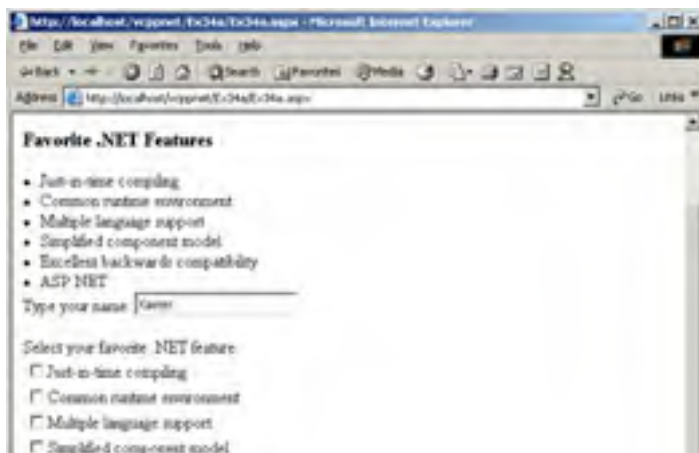 http://localhost/vcppnet/Ex34a/Ex34a.aspx - Microsoft Internet Explorer
File Edit View Favorites Tools Help
Back Search Favorites Media
Address http://localhost/vcppnet/Ex34a/Ex34a.aspx Go Links »
Favorite .NET Features
• Just-in-time compiling
• Common runtime environment
• Multiple language support
• Simplified component model
• Excellent backwards compatibility
• ASP.NET
Type your name:
Select your favorite .NET feature:
Just-in-time compiling
Common runtime environment
Multiple language support
Simplified component model